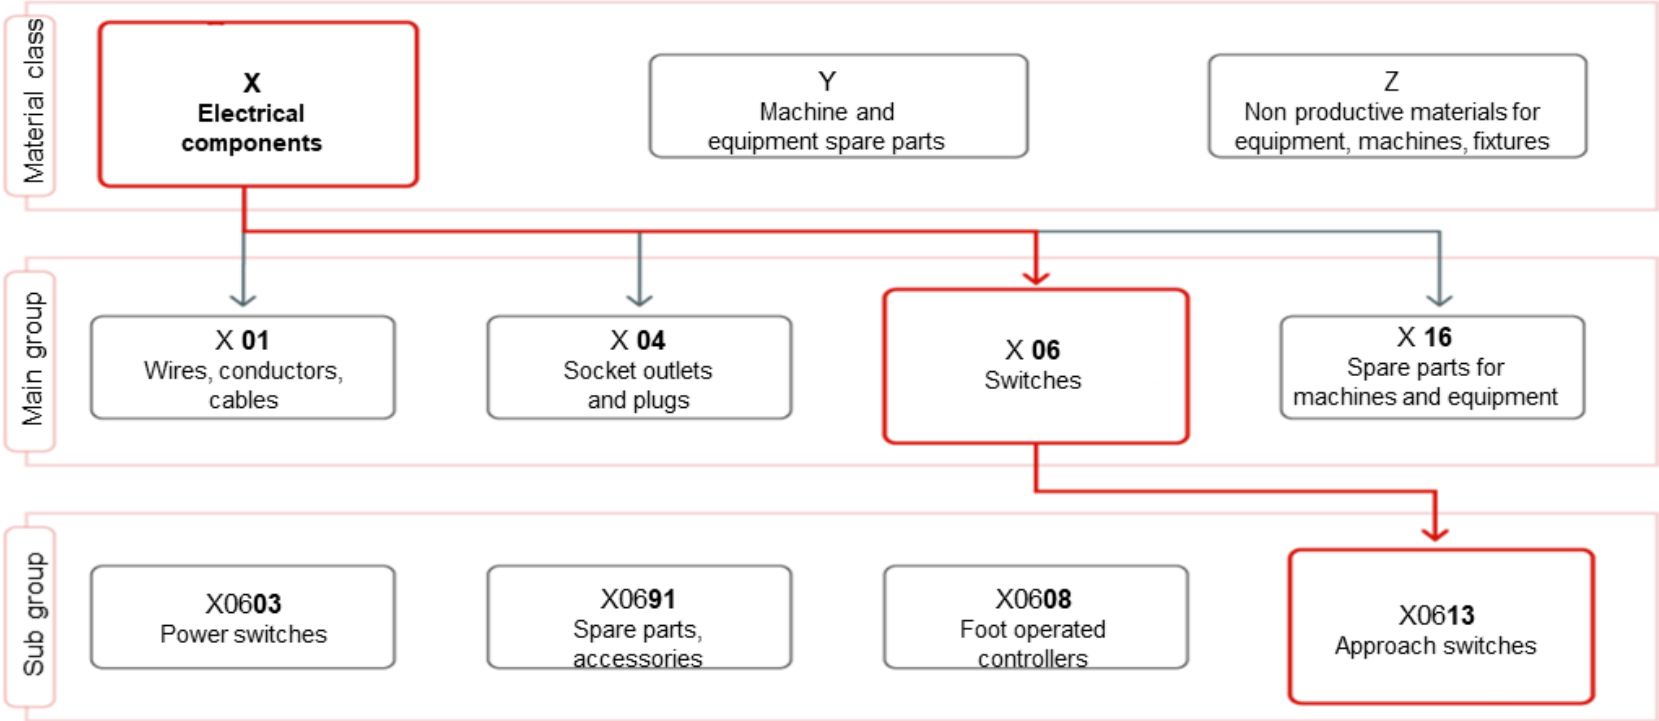 Material class
X
Electrical
components
Y
Machine and
equipment spare parts
Z
Non productive materials for
equipment, machines, fixtures
Main group
X 01
Wires, conductors,
cables
X 04
Socket outlets
and plugs
X 06
Switches
X 16
Spare parts for
machines and equipment
Sub group
X0603
Power switches
X0691
Spare parts,
accessories
X0608
Foot operated
controllers
X0613
Approach switches